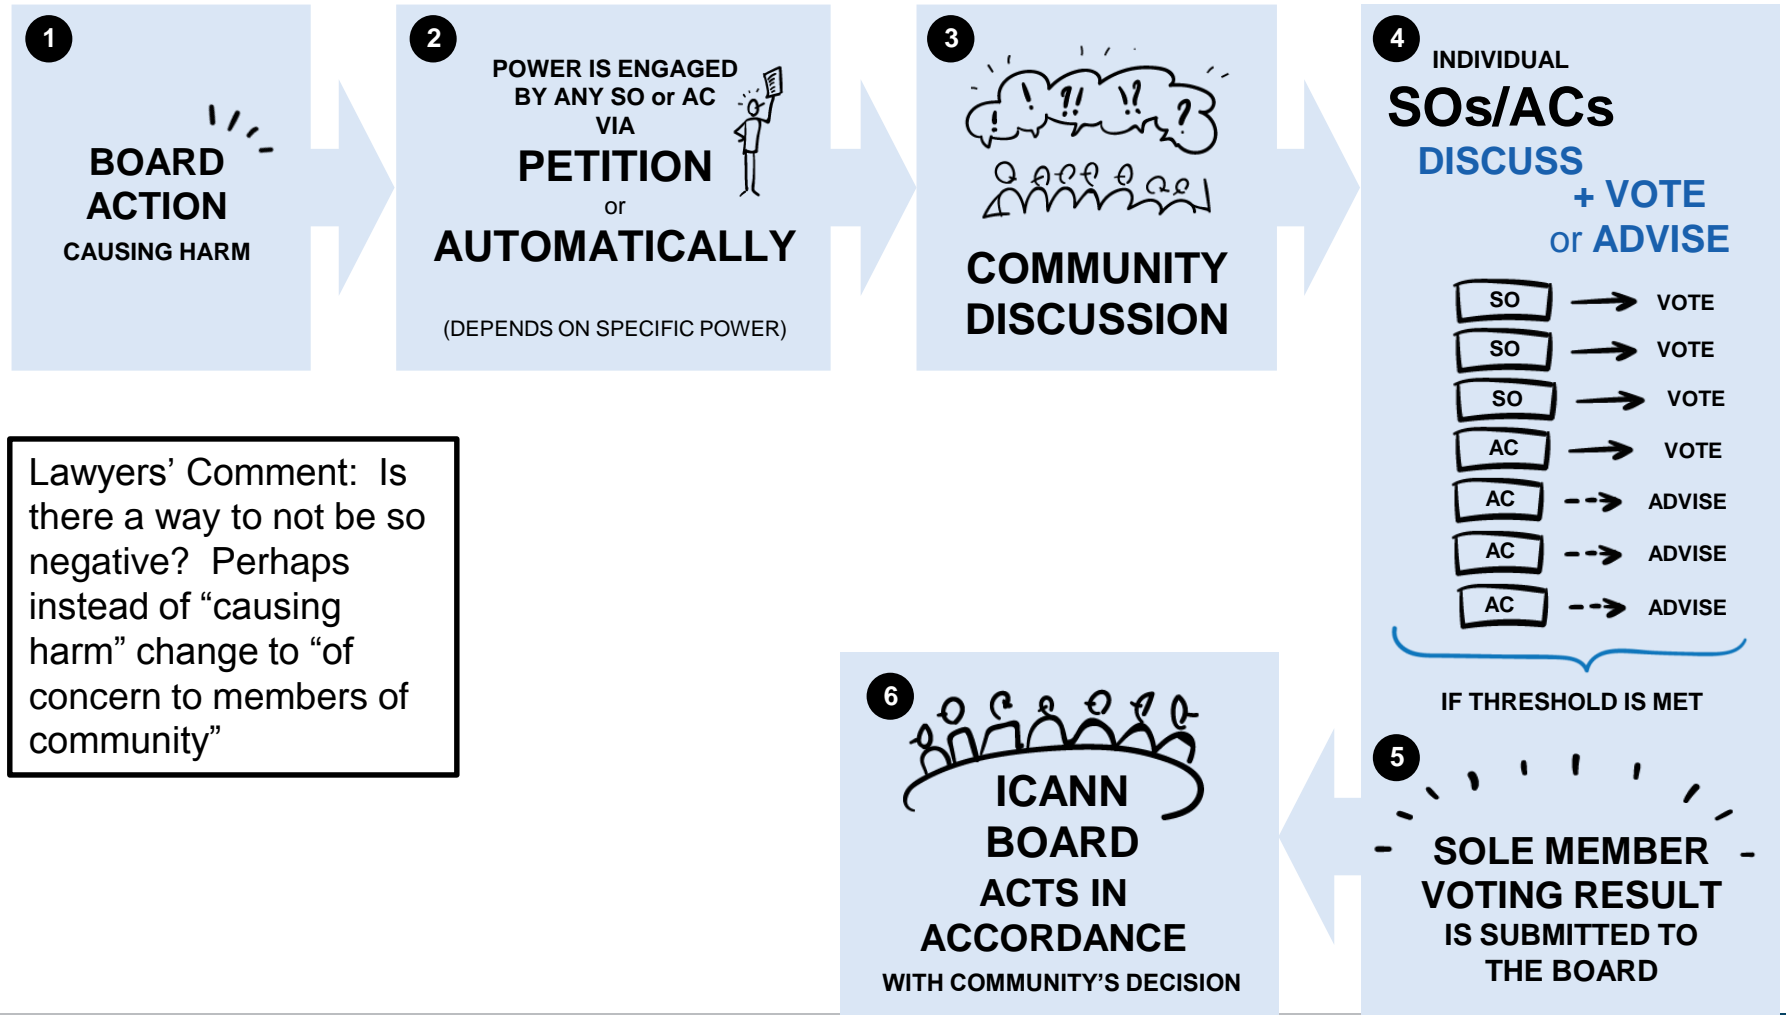 1
BOARD
ACTION
CAUSING HARM
2
POWER IS ENGAGED
BY ANY SO or AC
VIA
PETITION
or
AUTOMATICALLY
(DEPENDS ON SPECIFIC POWER)
3
! ?! !? ?
!
COMMUNITY
DISCUSSION
4
INDIVIDUAL
SOs/ACs
DISCUSS
+ VOTE
or ADVISE
SO VOTE
SO VOTE
SO VOTE
AC VOTE
AC ADVISE
AC ADVISE
AC ADVISE
IF THRESHOLD IS MET
5
SOLE MEMBER
VOTING RESULT
IS SUBMITTED TO
THE BOARD
6
ICANN
BOARD
ACTS IN
ACCORDANCE
WITH COMMUNITY'S DECISION
Lawyers’ Comment:  Is
there a way to not be so
negative?  Perhaps
instead of “causing
harm” change to “of
concern to members of
community”